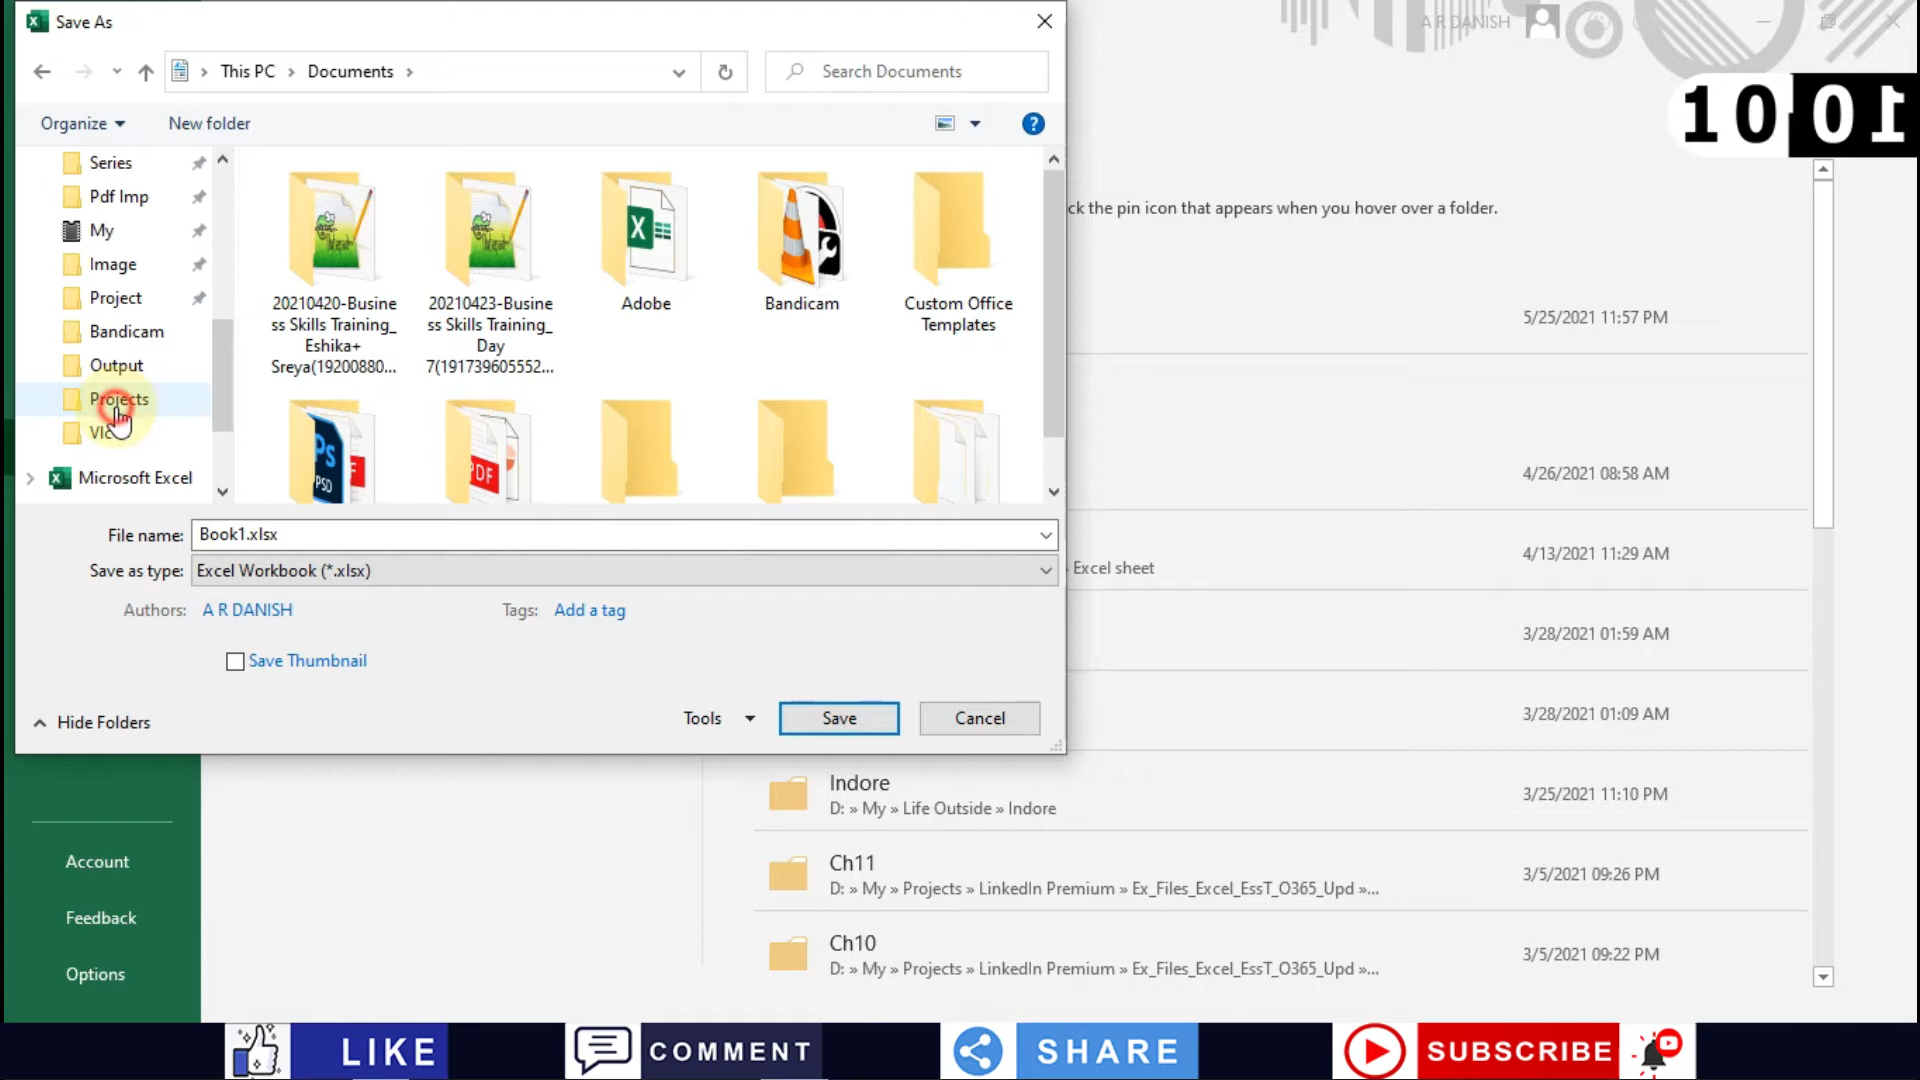 Save As
A R DANISH
This PC > Documents >
Search Documents
10 01
Organize
New folder
Series
Pdf Imp
My
Image
Project
Bandicam
Output
Projects
Microsoft Excel
20210420-Busine
ss Skills Training_
Eshika+
Sreya(19200880...
20210423-Busine
ss Skills Training_
Day
7(191739605552...
Adobe
Bandicam
Custom Office
Templates
PSD
PDF
File name: Book1.xlsx
Save as type: Excel Workbook (*.xlsx)
Authors: A R DANISH
Tags: Add a tag
Save Thumbnail
Hide Folders
Tools
Save
Cancel
ck the pin icon that appears when you hover over a folder.
5/25/2021 11:57 PM
4/26/2021 08:58 AM
4/13/2021 11:29 AM
Excel sheet
3/28/2021 01:59 AM
3/28/2021 01:09 AM
Indore
D: » My » Life Outside » Indore
3/25/2021 11:10 PM
Ch11
D: » My » Projects » LinkedIn Premium » Ex_Files_Excel_EssT_O365_Upd »...
3/5/2021 09:26 PM
Ch10
D: » My » Projects » LinkedIn Premium » Ex_Files_Excel_EssT_O365_Upd »...
3/5/2021 09:22 PM
Account
Feedback
Options
LIKE
COMMENT
SHARE
SUBSCRIBE